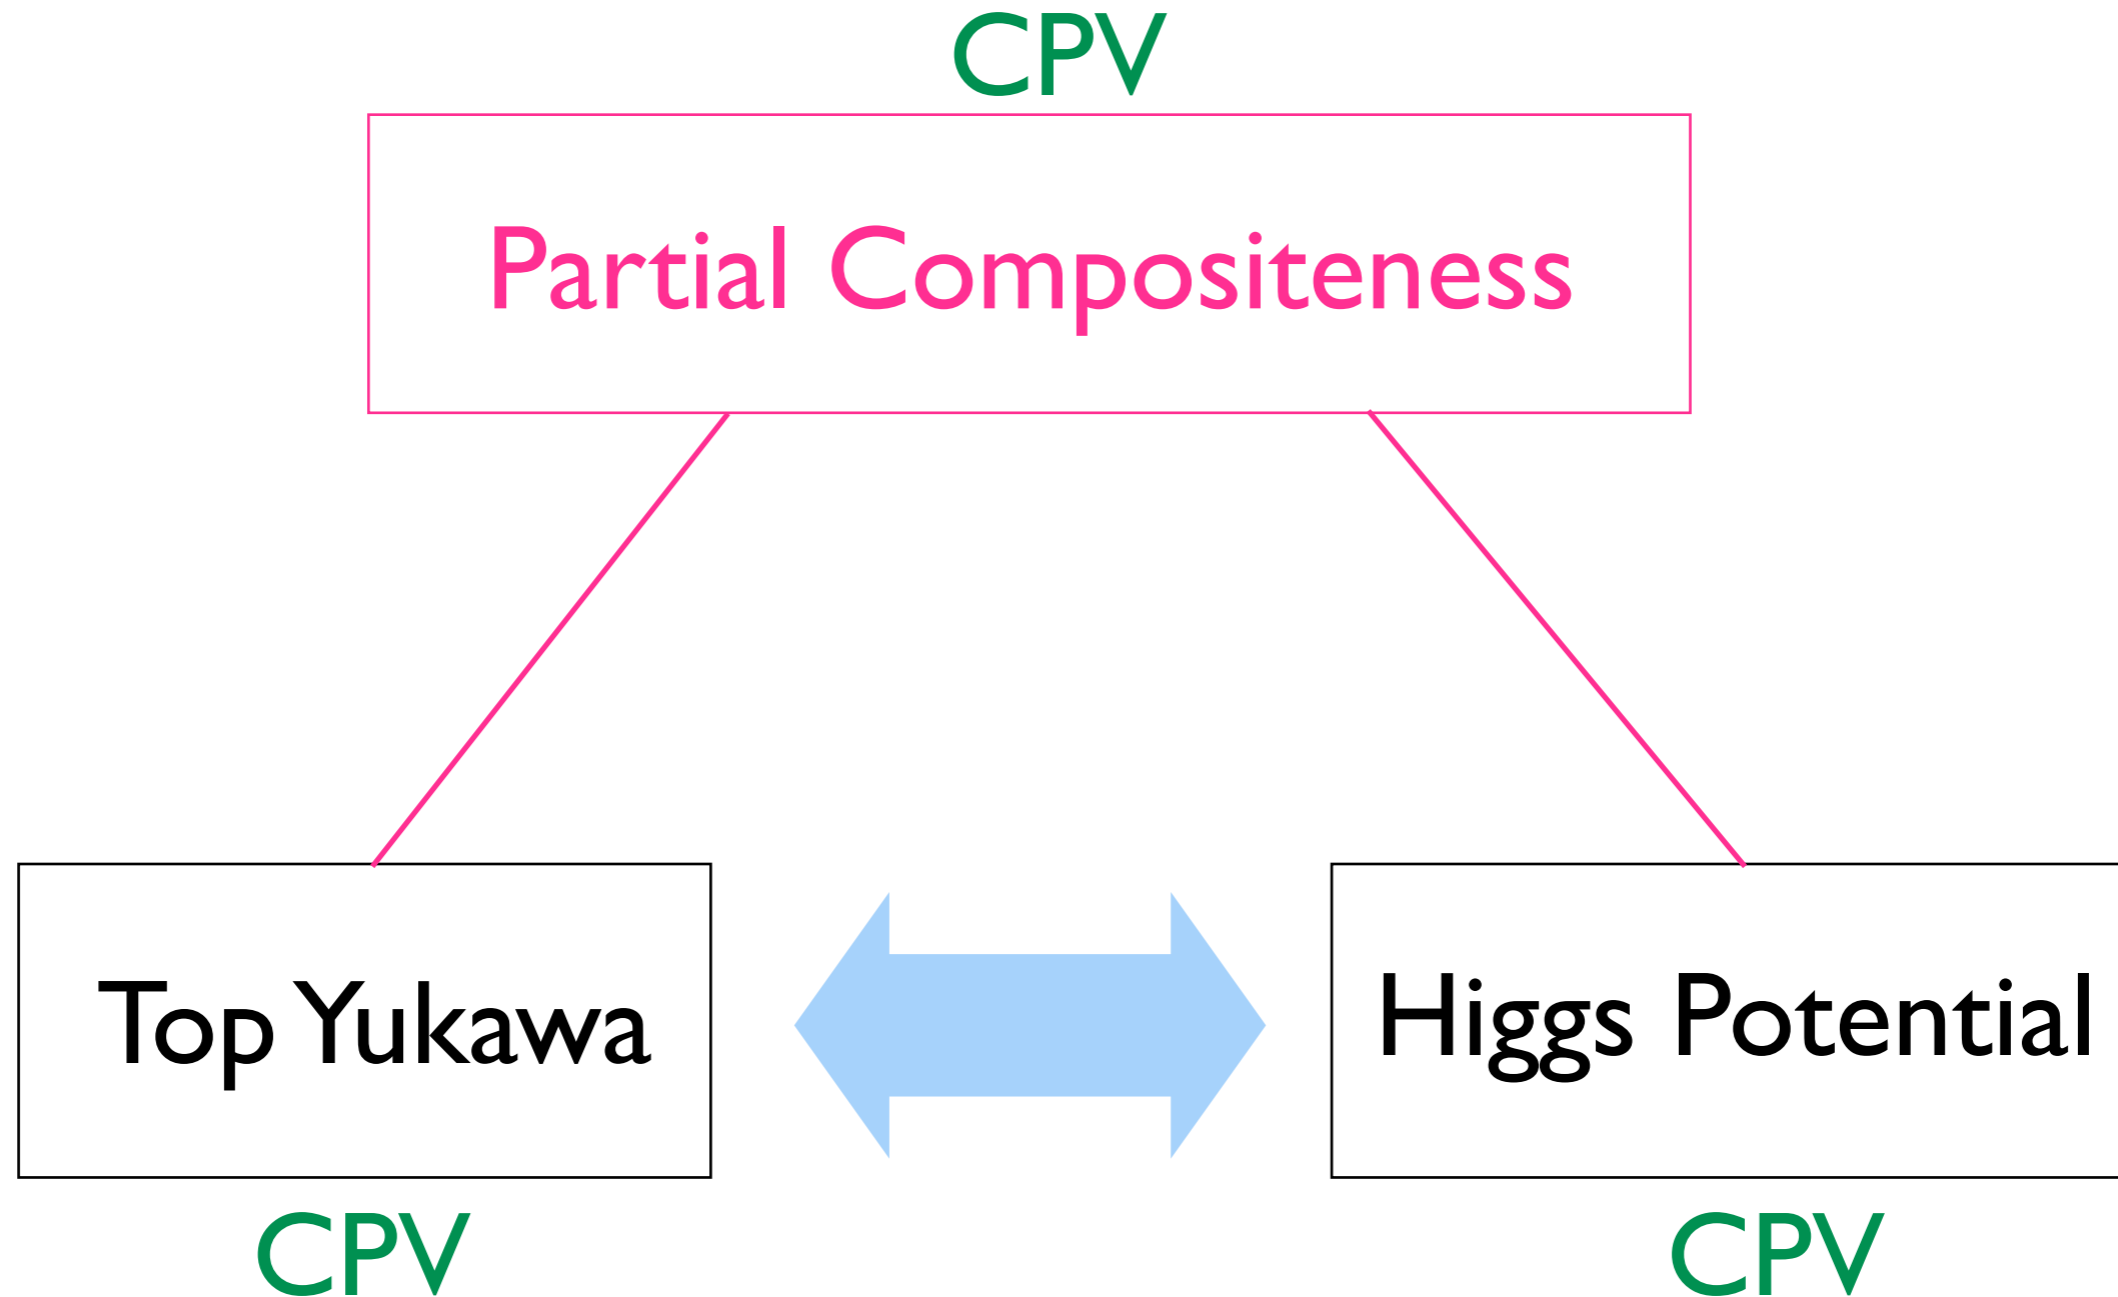 CPV
Partial Compositeness
Top Yukawa
Higgs Potential
CPV
CPV